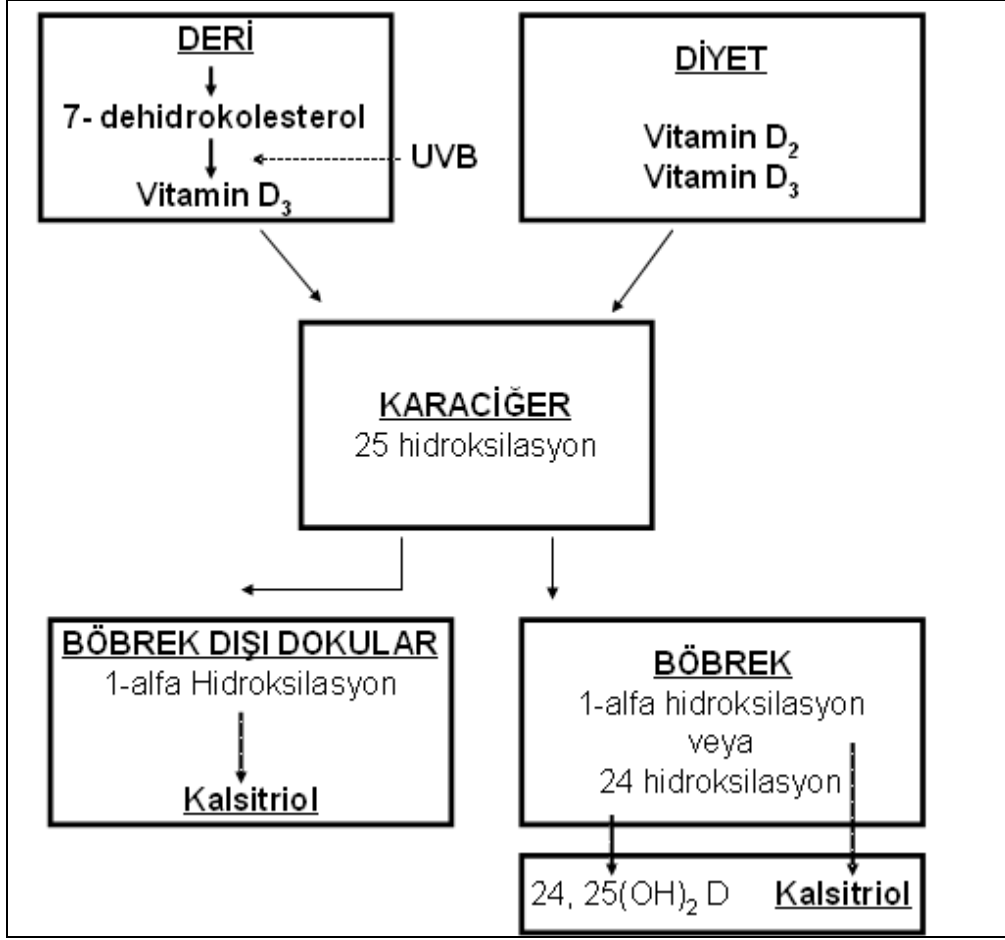 DERİ
7- dehidrokolesterol
UVB
Vitamin D₃
DİYET
Vitamin D₂
Vitamin D₃
KARACİĞER
25 hidroksilasyon
BÖBREK DIŞI DOKULAR
1-alfa Hidroksilasyon
Kalsitriol
BÖBREK
1-alfa hidroksilasyon
veya
24 hidroksilasyon
24, 25(OH)₂ D
Kalsitriol